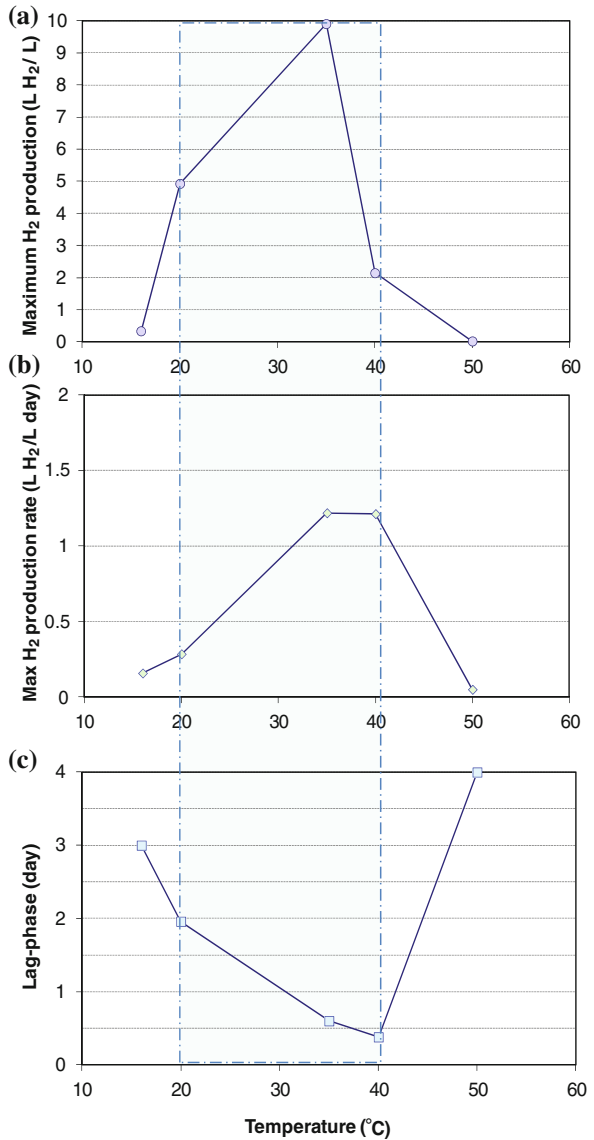 (a)
Maximum H2 production (L H2/ L)
10
9
8
7
6
5
4
3
2
1
0
10 20 30 40 50 60
(b)
Max H2 production rate (L H2/L day)
2
1.5
1
0.5
0
10 20 30 40 50 60
(c)
Lag-phase (day)
4
3
2
1
0
10 20 30 40 50 60
Temperature (°C)